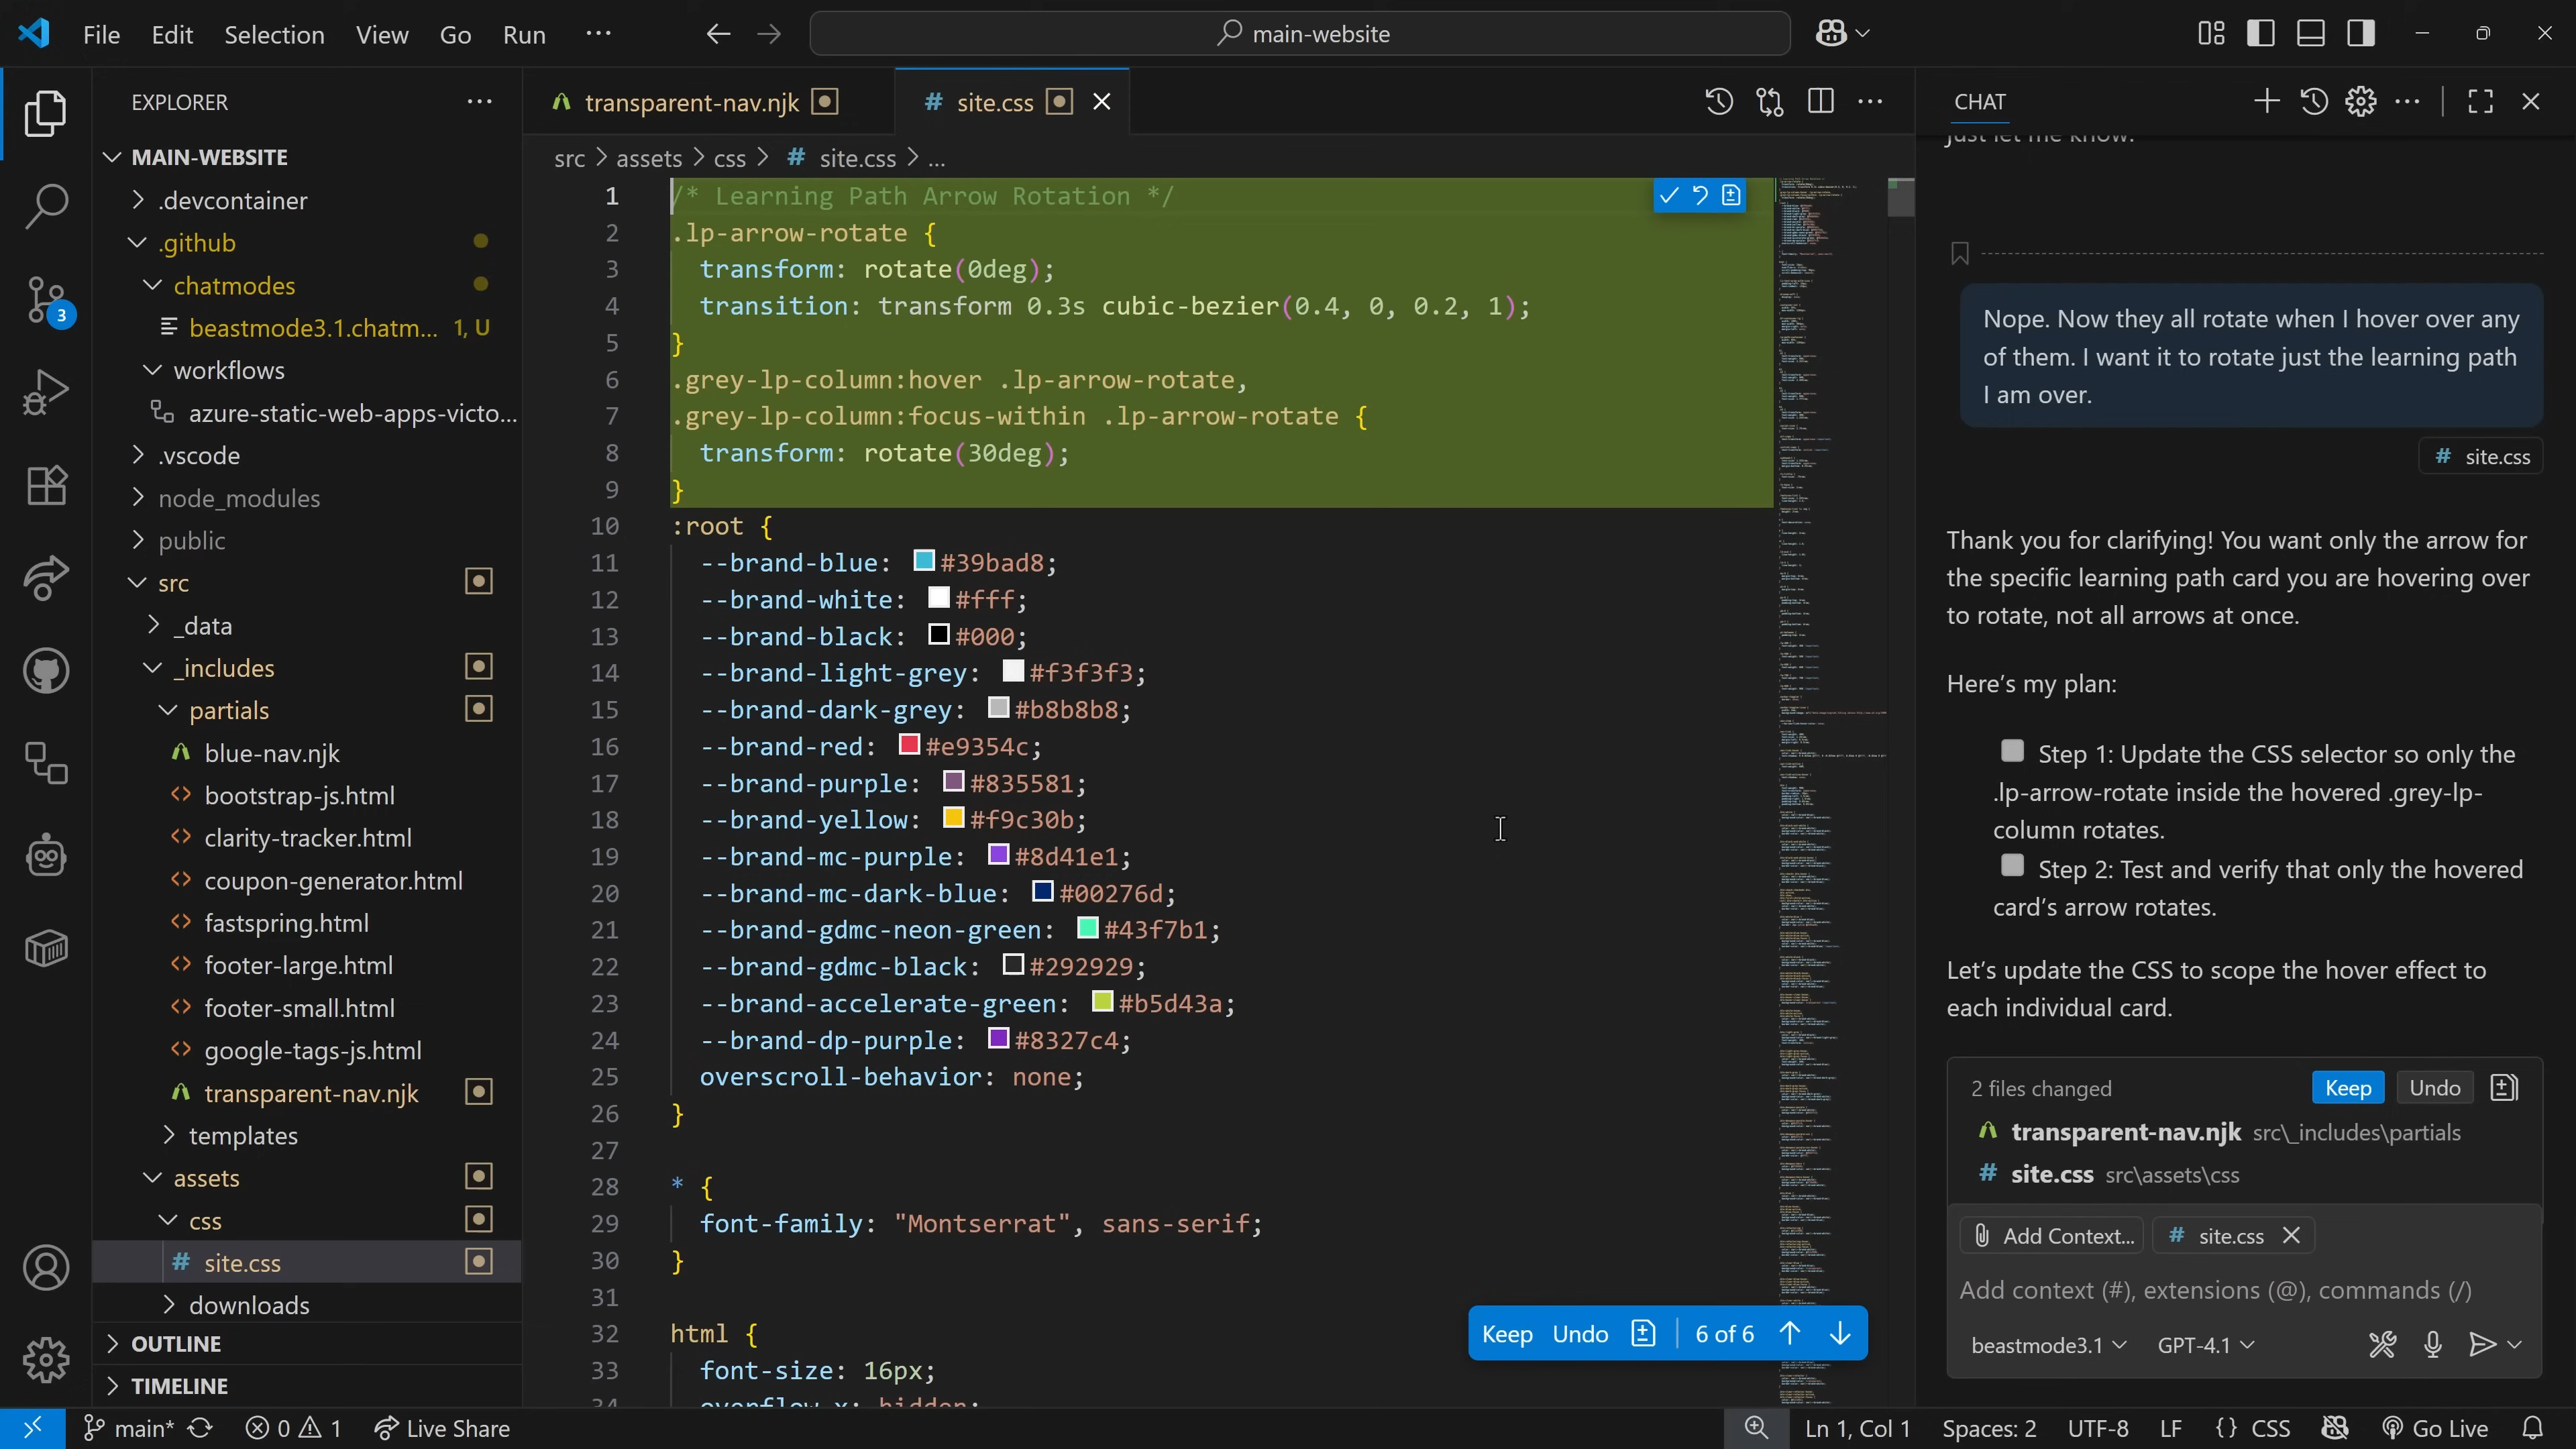 File Edit Selection View Go Run ···
main-website
EXPLORER
MAIN-WEBSITE
.devcontainer
.github
chatmodes
beastmode3.1.chatm... 1, U
workflows
azure-static-web-apps-victo...
.vscode
node_modules
public
src
_data
_includes
partials
blue-nav.njk
bootstrap-js.html
clarity-tracker.html
coupon-generator.html
fastspring.html
footer-large.html
footer-small.html
google-tags-js.html
transparent-nav.njk
templates
assets
css
# site.css
downloads
OUTLINE
TIMELINE
3
transparent-nav.njk
# site.css
src > assets > css > # site.css > ...
1 /* Learning Path Arrow Rotation */
2 .lp-arrow-rotate {
3 transform: rotate(0deg);
4 transition: transform 0.3s cubic-bezier(0.4, 0, 0.2, 1);
5 }
6 .grey-lp-column:hover .lp-arrow-rotate,
7 .grey-lp-column:focus-within .lp-arrow-rotate {
8 transform: rotate(30deg);
9 }
10 :root {
11 --brand-blue: #39bad8;
12 --brand-white: #fff;
13 --brand-black: #000;
14 --brand-light-grey: #f3f3f3;
15 --brand-dark-grey: #b8b8b8;
16 --brand-red: #e9354c;
17 --brand-purple: #835581;
18 --brand-yellow: #f9c30b;
19 --brand-mc-purple: #8d41e1;
20 --brand-mc-dark-blue: #00276d;
21 --brand-gdmc-neon-green: #43f7b1;
22 --brand-gdmc-black: #292929;
23 --brand-accelerate-green: #b5d43a;
24 --brand-dp-purple: #8327c4;
25 overscroll-behavior: none;
26 }
27
28 * {
29 font-family: "Montserrat", sans-serif;
30 }
31
32 html {
33 font-size: 16px;
34 overflow-x: hidden;
Keep Undo 6 of 6
CHAT
just let me know.
Nope. Now they all rotate when I hover over any
of them. I want it to rotate just the learning path
I am over.
# site.css
Thank you for clarifying! You want only the arrow for
the specific learning path card you are hovering over
to rotate, not all arrows at once.
Here's my plan:
Step 1: Update the CSS selector so only the
.lp-arrow-rotate inside the hovered .grey-lp-
column rotates.
Step 2: Test and verify that only the hovered
card's arrow rotates.
Let's update the CSS to scope the hover effect to
each individual card.
2 files changed Keep Undo
transparent-nav.njk src\_includes\partials
# site.css src\assets\css
Add Context... # site.css
Add context (#), extensions (@), commands (/)
beastmode3.1 GPT-4.1
main* 0 1 Live Share
Ln 1, Col 1 Spaces: 2 UTF-8 LF {} CSS Go Live